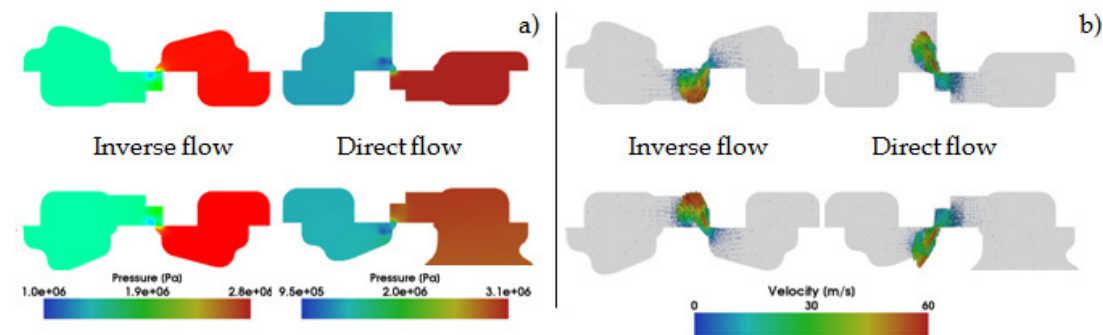 a)
b)
Inverse flow
Direct flow
Inverse flow
Direct flow
Pressure (Pa)
1.0e+06 1.9e+06 2.8e+06
Pressure (Pa)
9.5e+05 2.0e+06 3.1e+06
Velocity (m/s)
0 30 60